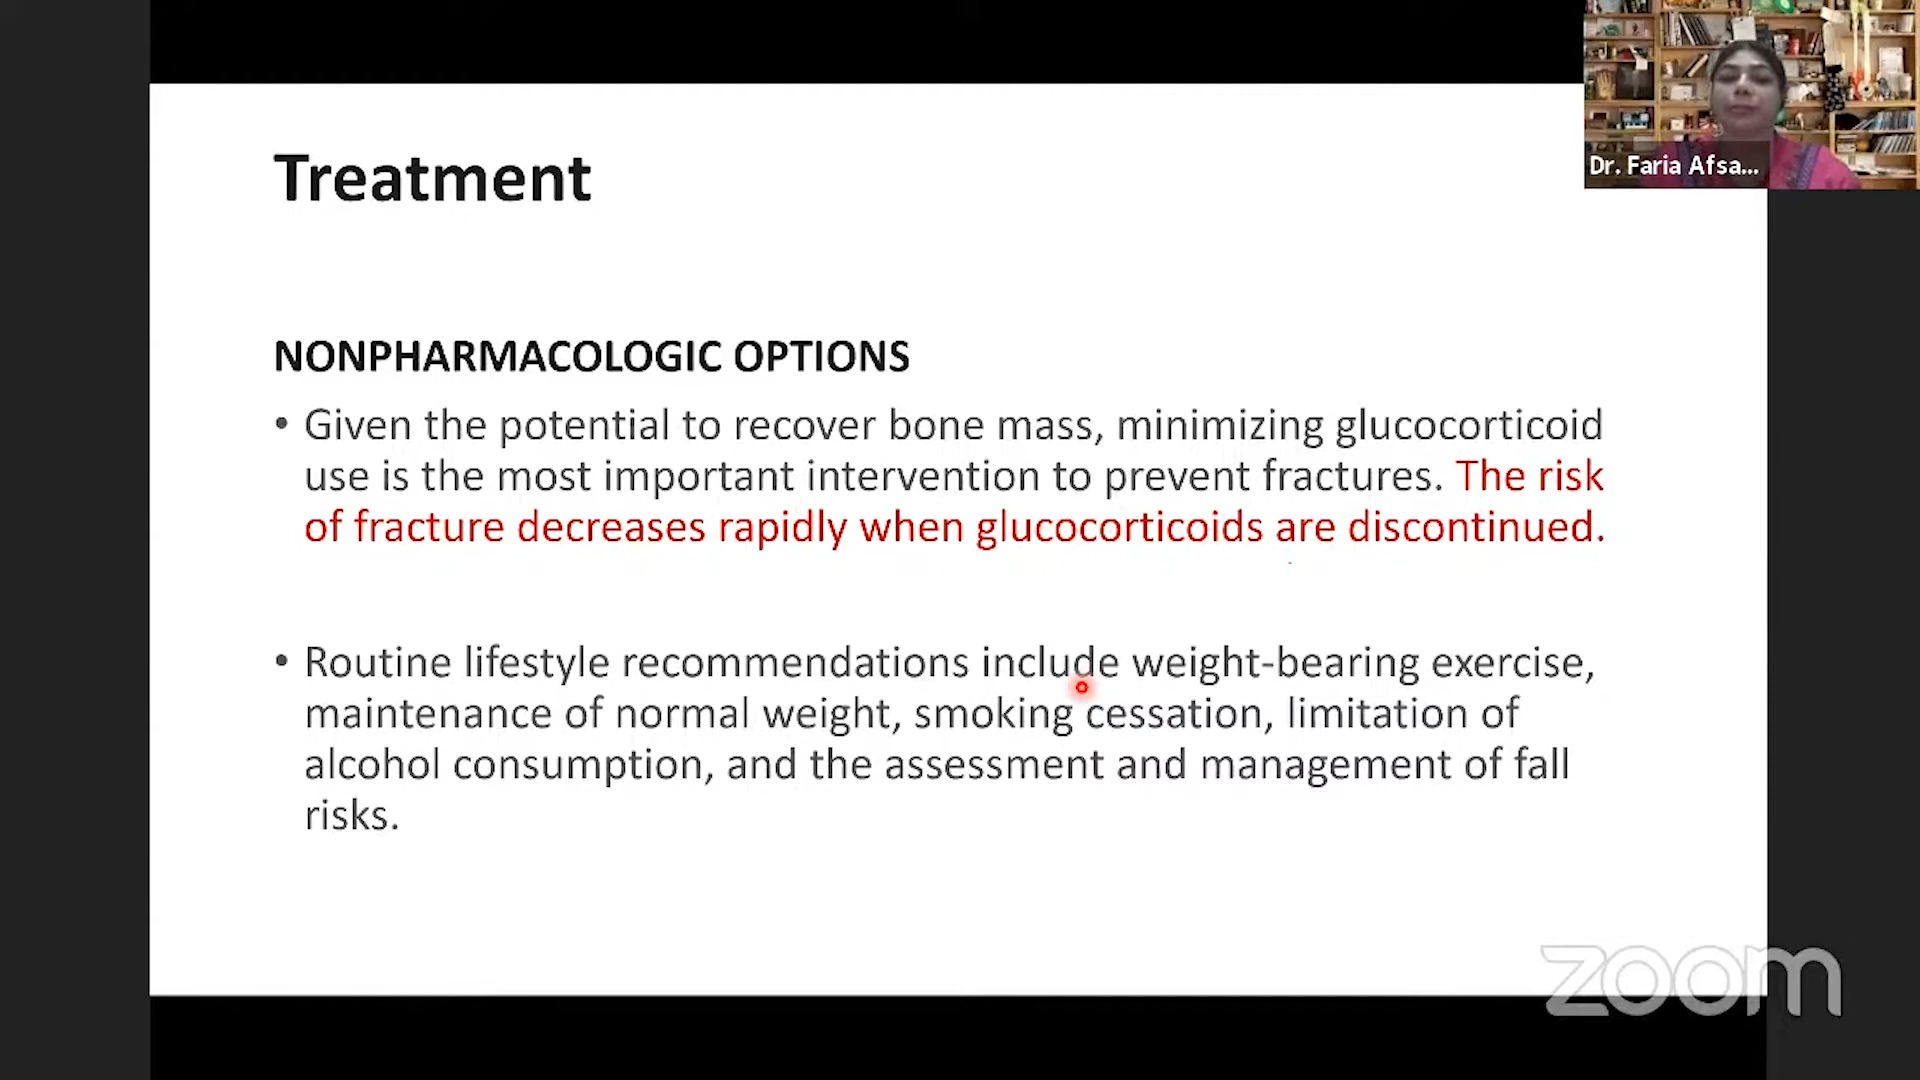 Dr. Faria Afsa...
Treatment
NONPHARMACOLOGIC OPTIONS
• Given the potential to recover bone mass, minimizing glucocorticoid
use is the most important intervention to prevent fractures. The risk
of fracture decreases rapidly when glucocorticoids are discontinued.
• Routine lifestyle recommendations include weight-bearing exercise,
maintenance of normal weight, smoking cessation, limitation of
alcohol consumption, and the assessment and management of fall
risks.
zoom